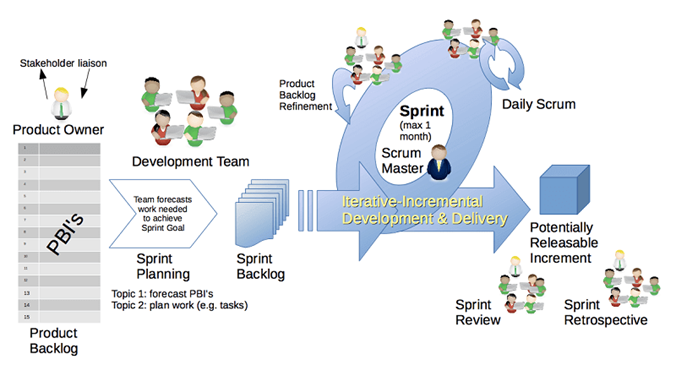 Stakeholder liaison
Product Owner
1
2
3
4
5
6
7
8
9
10
11
12
13
14
15
PBI's
Product
Backlog
Development Team
Team forecasts
work needed
to achieve
Sprint Goal
Sprint
Planning
Topic 1: forecast PBI's
Topic 2: plan work (e.g. tasks)
Sprint
Backlog
Product
Backlog
Refinement
Sprint
(max 1
month)
Scrum
Master
Daily Scrum
Iterative-Incremental
Development & Delivery
Potentially
Releasable
Increment
Sprint
Review
Sprint
Retrospective